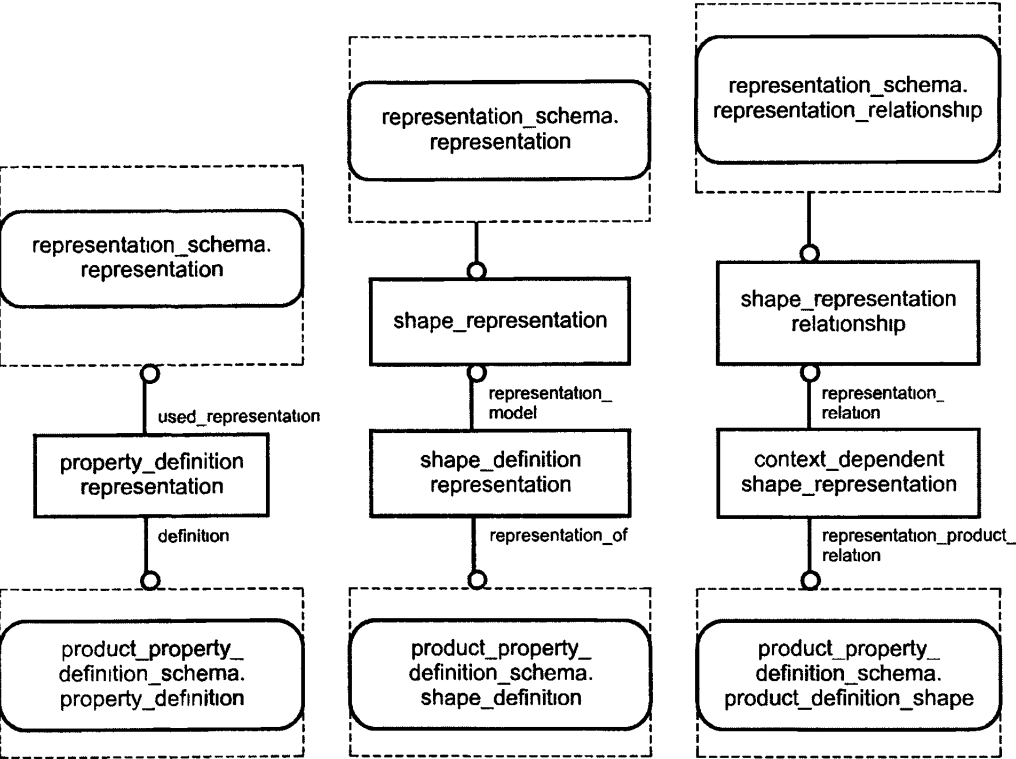 representation_schema.
representation
used_representation
property_definition
representation
definition
product_property_
definition_schema.
property_definition
representation_schema.
representation
shape_representation
representation_
model
shape_definition
representation
representation_of
product_property_
definition_schema.
shape_definition
representation_schema.
representation_relationship
shape_representation
relationship
representation_
relation
context_dependent
shape_representation
representation_product_
relation
product_property_
definition_schema.
product_definition_shape